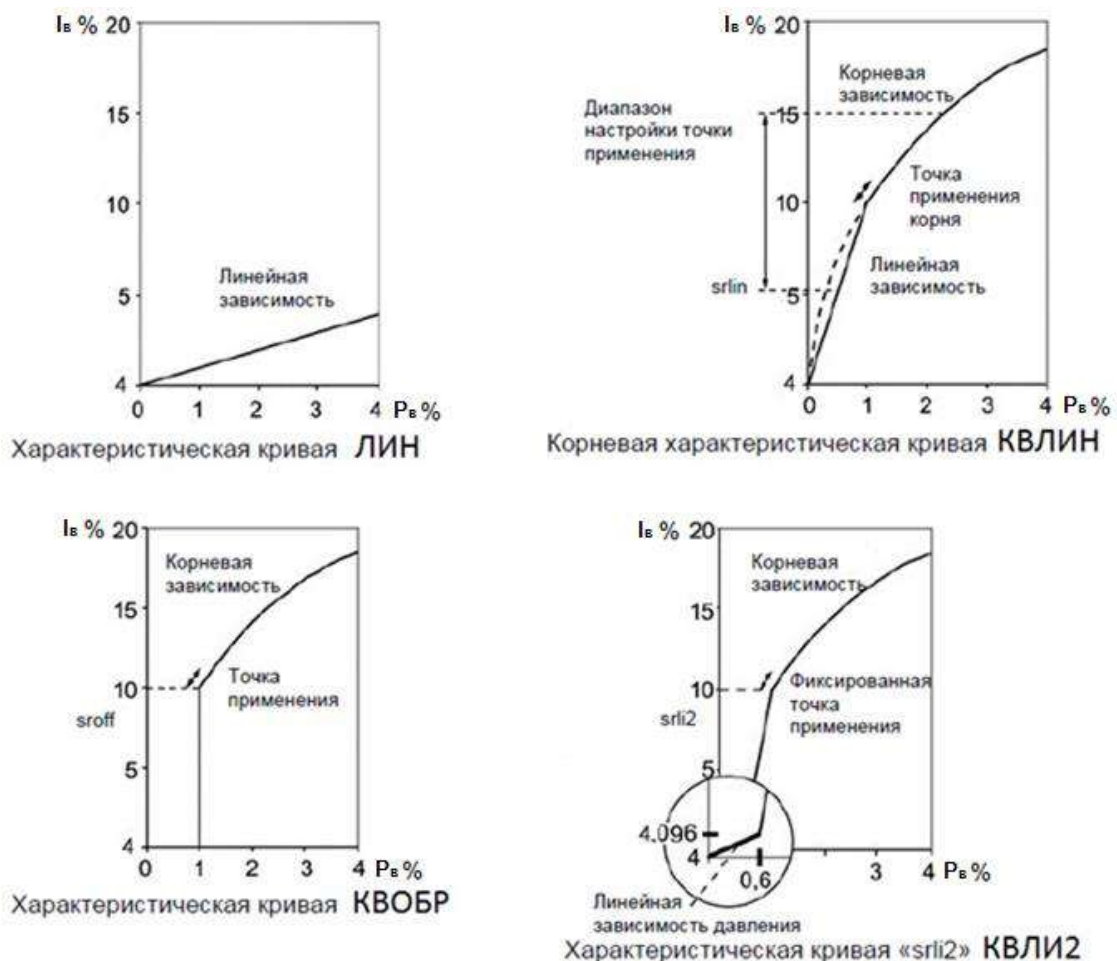 Iв % 20
15
10
5
4
Линейная
зависимость
0 1 2 3 4 Pв %
Характеристическая кривая ЛИН
Iв % 20
15
10
5
4
Корневая
зависимость
Диапазон
настройки точки
применения
Точка
применения
корня
srlin
Линейная
зависимость
0 1 2 3 4 Pв %
Корневая характеристическая кривая КВЛИН
Iв % 20
15
10
5
4
Корневая
зависимость
Точка
применения
sroff
0 1 2 3 4 Pв %
Характеристическая кривая КВОБР
Iв % 20
15
10
5
Корневая
зависимость
Фиксированная
точка
применения
srli2
4.096
4
0,6
3 4 Pв %
Линейная
зависимость давления
Характеристическая кривая «srli2» КВЛИ2